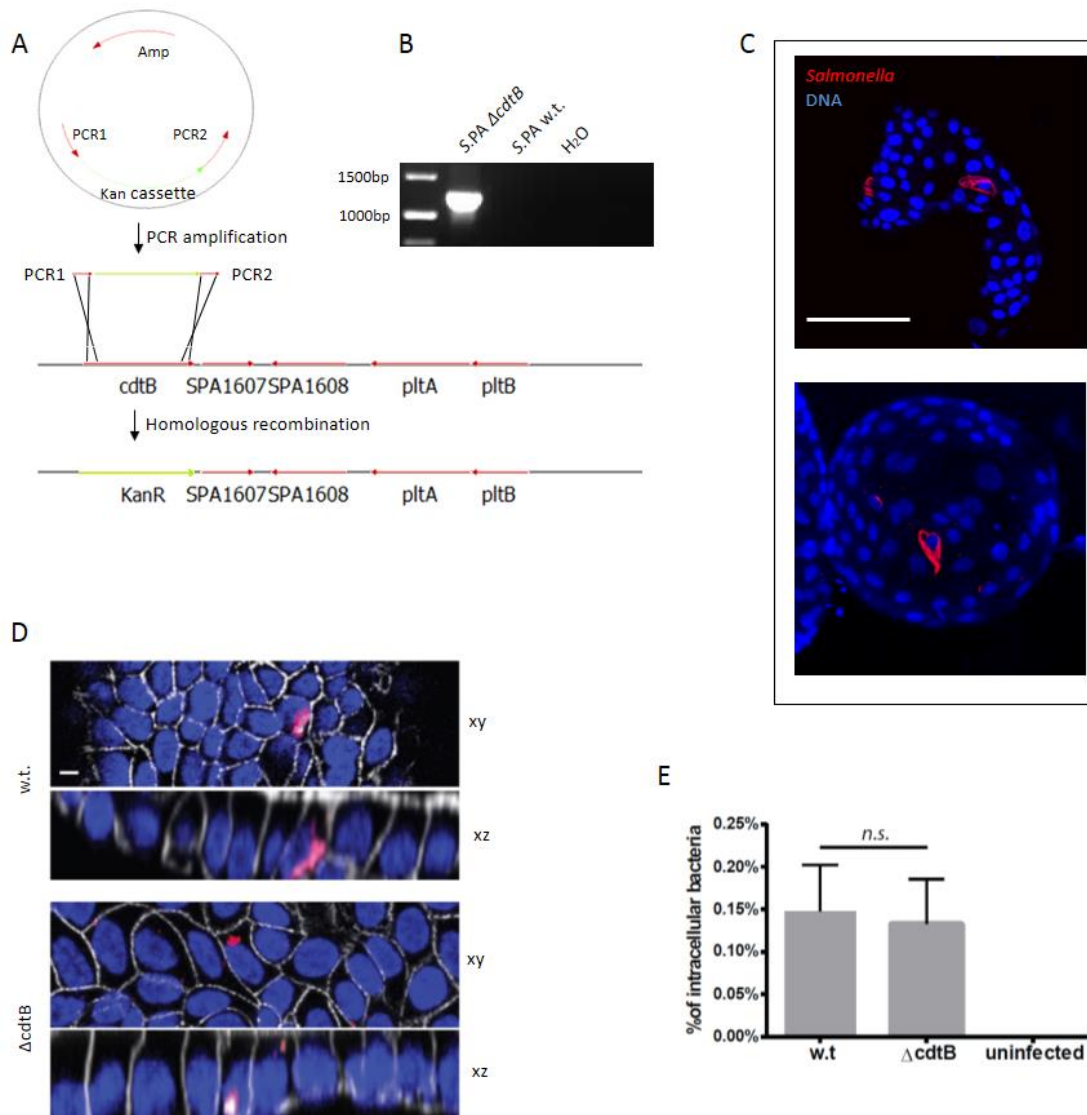 A
Amp
PCR1
PCR2
Kan cassette
PCR amplification
PCR1
PCR2
cdtB
SPA1607
SPA1608
pltA
pltB
Homologous recombination
KanR
SPA1607
SPA1608
pltA
pltB
B
S.PA ΔcdtB
S.PA w.t.
H₂O
1500bp
1000bp
C
Salmonella
DNA
D
w.t.
xy
xz
ΔcdtB
xy
xz
E
%of intracellular bacteria
0.25%
0.20%
0.15%
0.10%
0.05%
0.00%
n.s.
w.t
ΔcdtB
uninfected